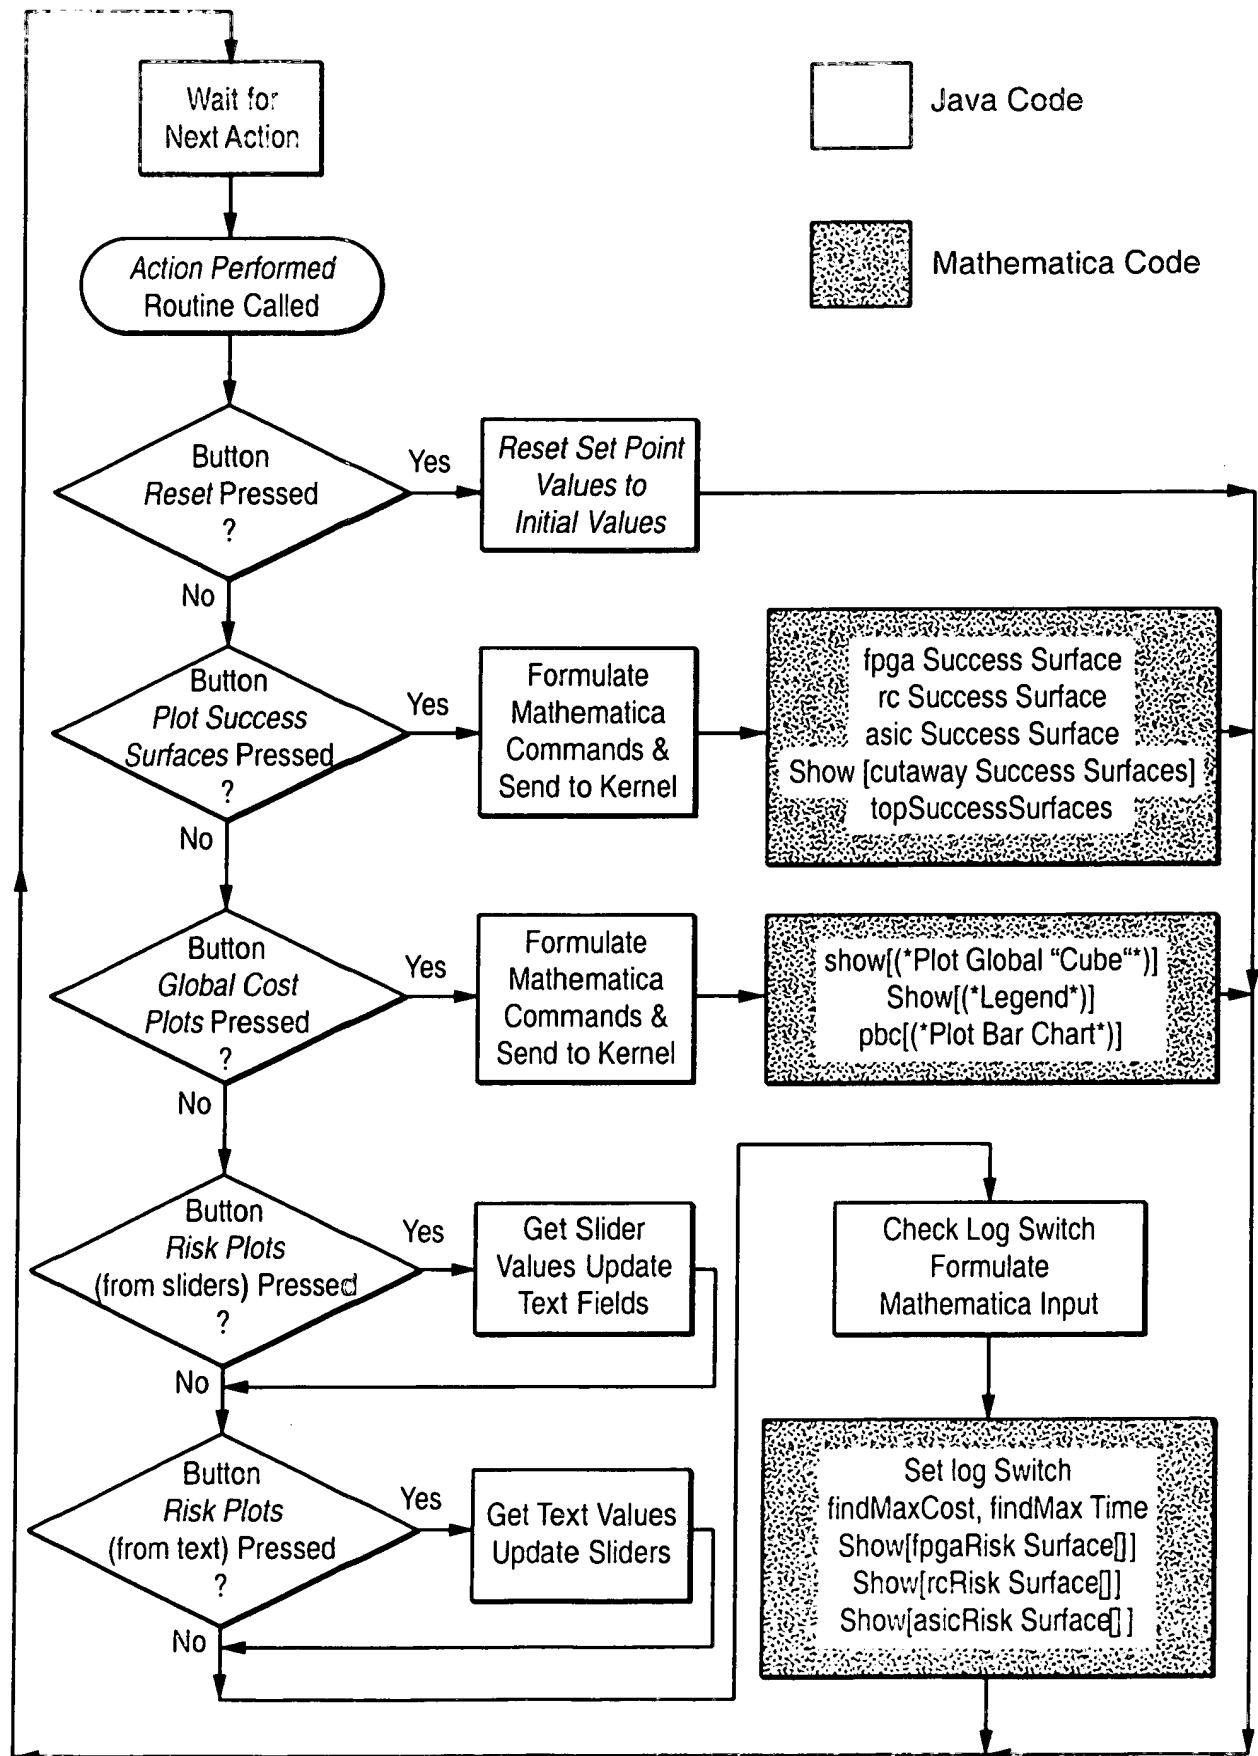 Wait for
Next Action
Java Code
Mathematica Code
Action Performed
Routine Called
Button
Reset Pressed
?
Yes
No
Reset Set Point
Values to
Initial Values
Button
Plot Success
Surfaces Pressed
?
Yes
No
Formulate
Mathematica
Commands &
Send to Kernel
fpga Success Surface
rc Success Surface
asic Success Surface
Show [cutaway Success Surfaces]
topSuccessSurfaces
Button
Global Cost
Plots Pressed
?
Yes
No
Formulate
Mathematica
Commands &
Send to Kernel
show[(*Plot Global “Cube“*)]
Show[(*Legend*)]
pbc[(*Plot Bar Chart*)]
Button
Risk Plots
(from sliders) Pressed
?
Yes
No
Get Slider
Values Update
Text Fields
Check Log Switch
Formulate
Mathematica Input
Button
Risk Plots
(from text) Pressed
?
Yes
No
Get Text Values
Update Sliders
Set log Switch
findMaxCost, findMax Time
Show[fpgaRisk Surface[]]
Show[rcRisk Surface[]]
Show[asicRisk Surface[] ]